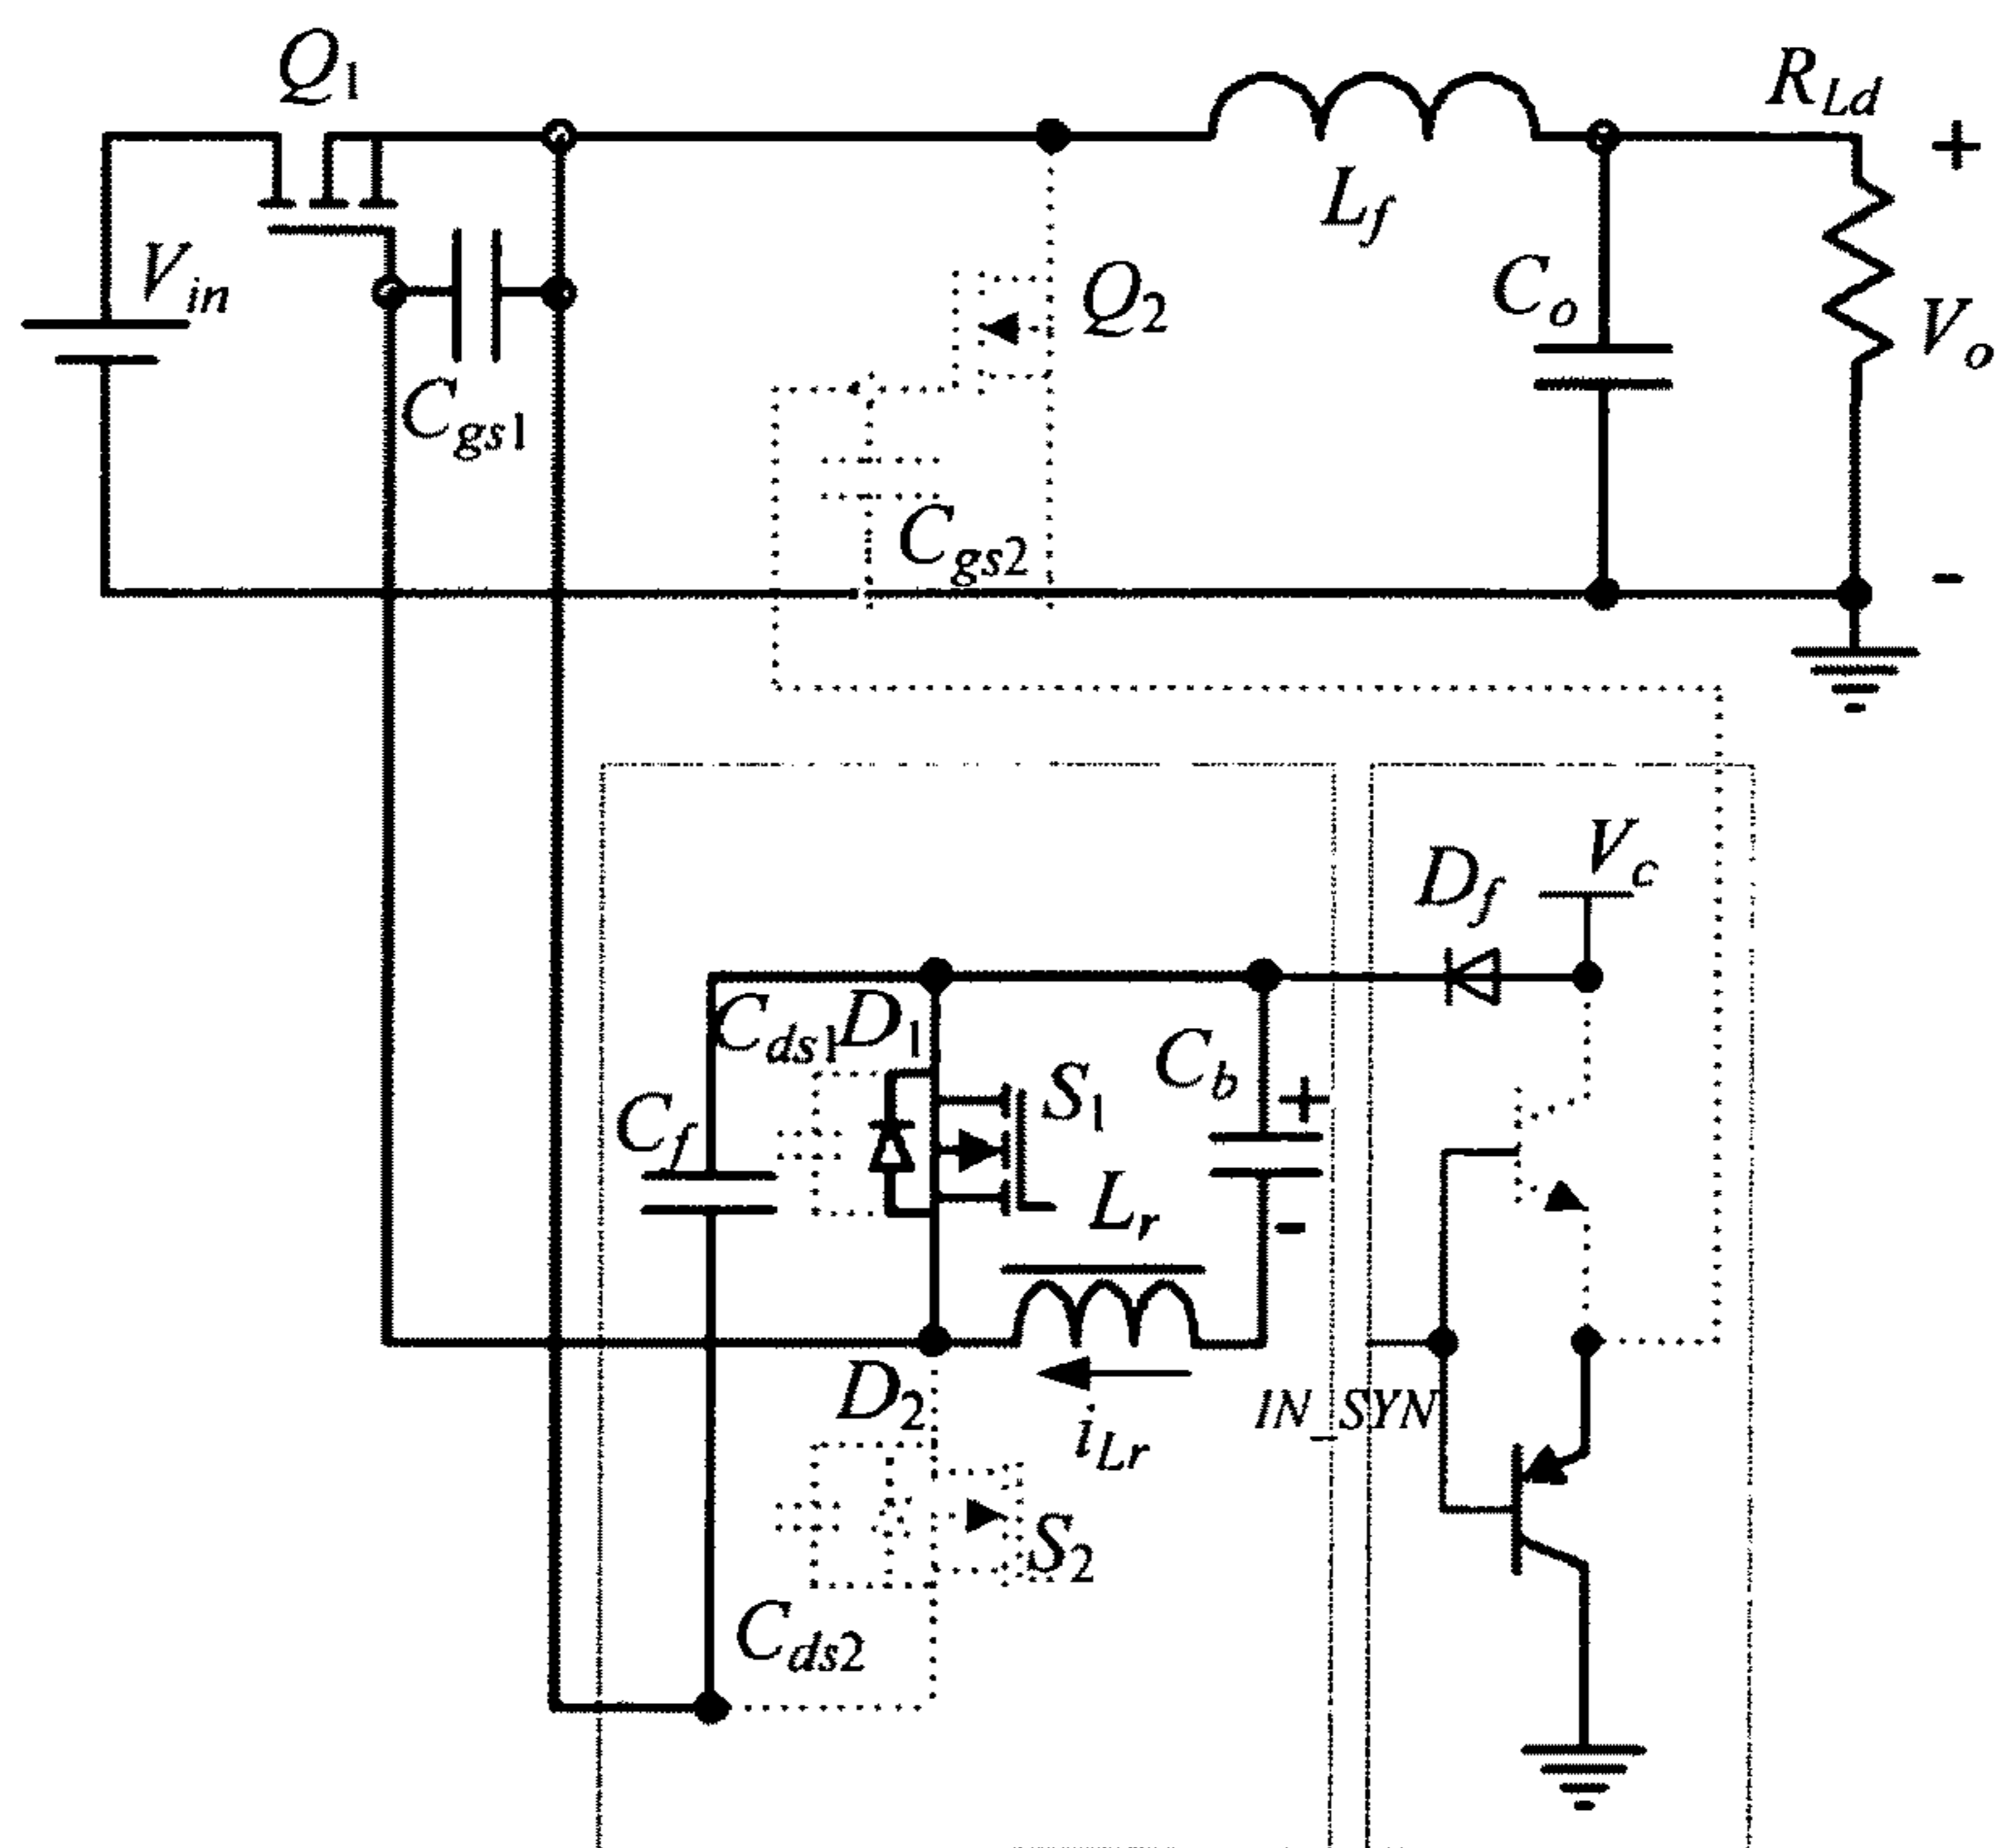 Q1
RLd
+
Vin
Lf
Q2
Co
Vo
Cgs1
Cgs2
-
Vc
Df
Cds1 D1
S1
Cb
+
Cf
Lr
-
D2
iLr
IN_SYN
S2
Cds2